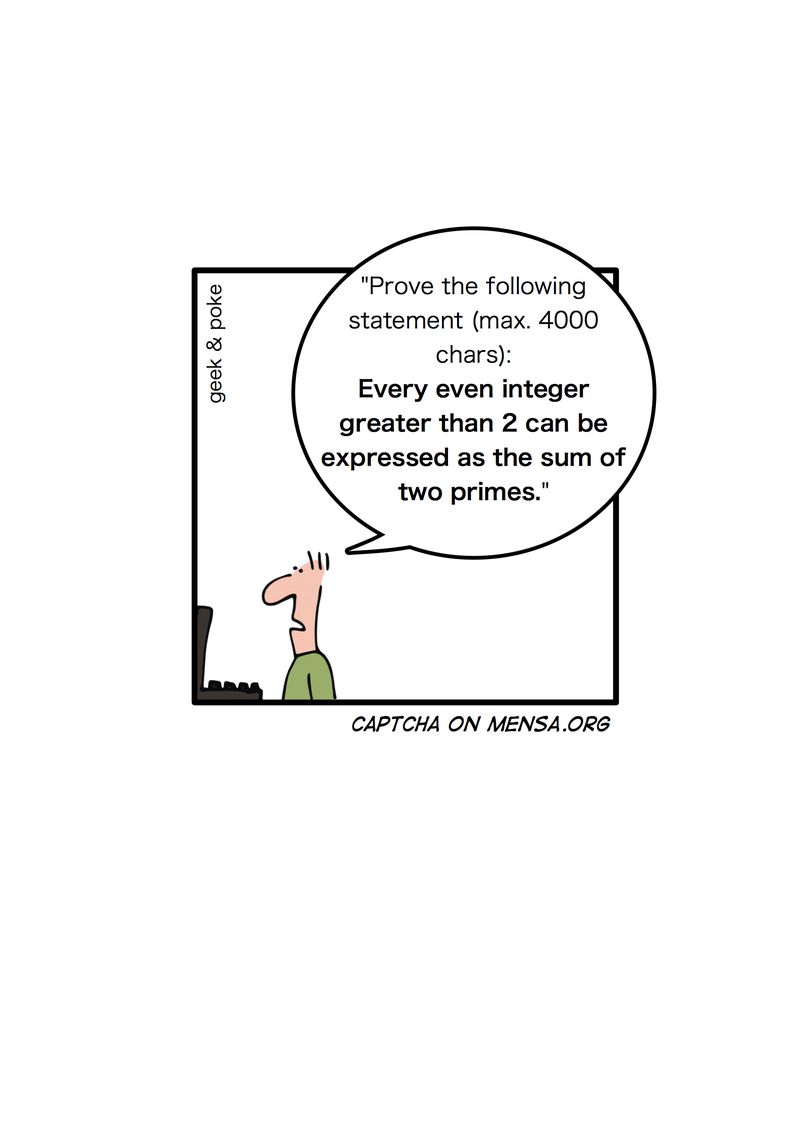 geek & poke
"Prove the following
statement (max. 4000
chars):
Every even integer
greater than 2 can be
expressed as the sum of
two primes."
CAPTCHA ON MENSA.ORG